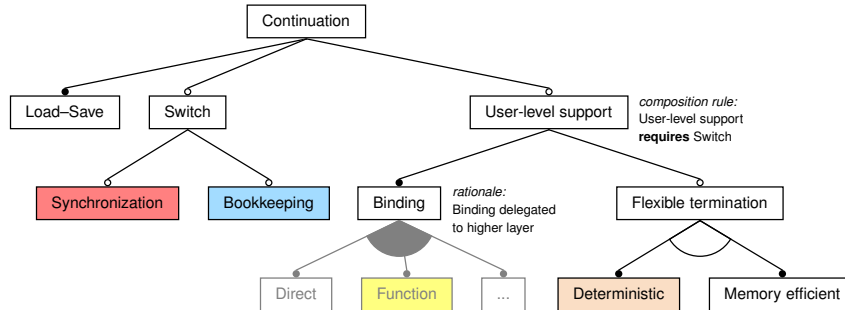 Continuation
Load–Save
Switch
User-level support
composition rule:
User-level support
requires Switch
Synchronization
Bookkeeping
Binding
rationale:
Binding delegated
to higher layer
Flexible termination
Direct
Function
...
Deterministic
Memory efficient